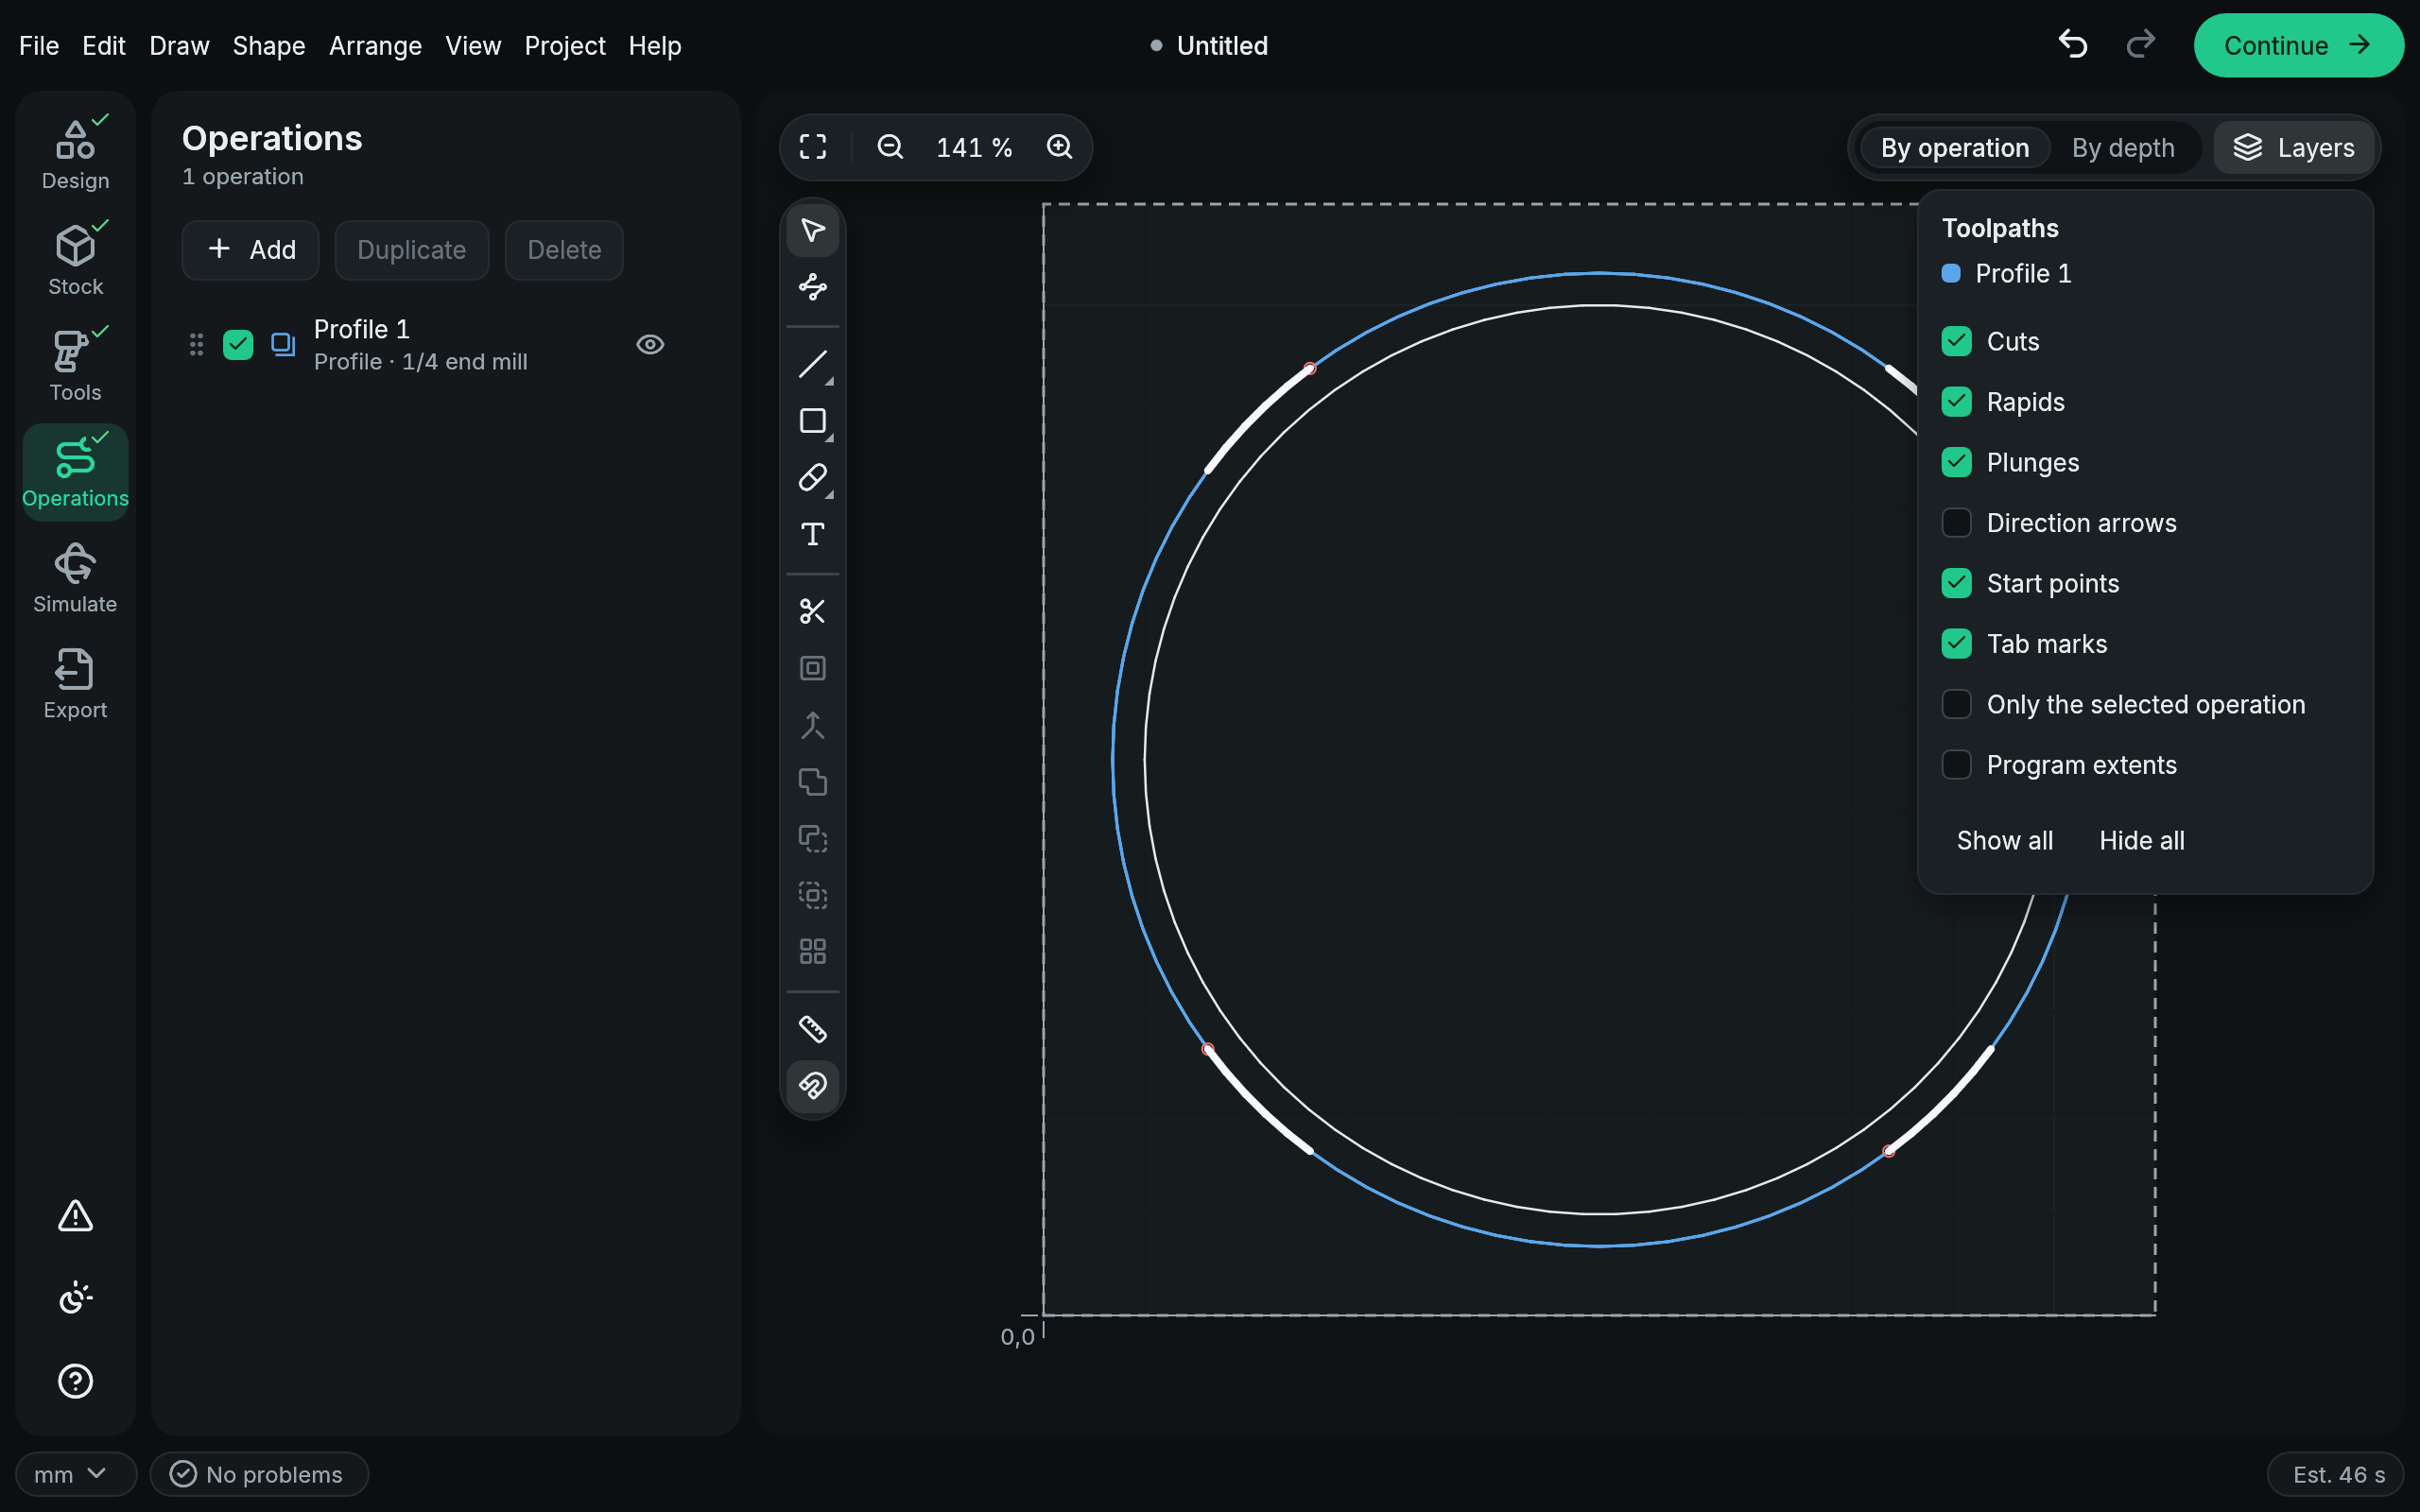 File Edit Draw Shape Arrange View Project Help
Untitled
Continue
Design
Stock
Tools
Operations
Simulate
Export
Operations
1 operation
Add Duplicate Delete
Profile 1
Profile · 1/4 end mill
141 %
By operation By depth Layers
Toolpaths
Profile 1
Cuts
Rapids
Plunges
Direction arrows
Start points
Tab marks
Only the selected operation
Program extents
Show all Hide all
0,0
mm No problems
Est. 46 s